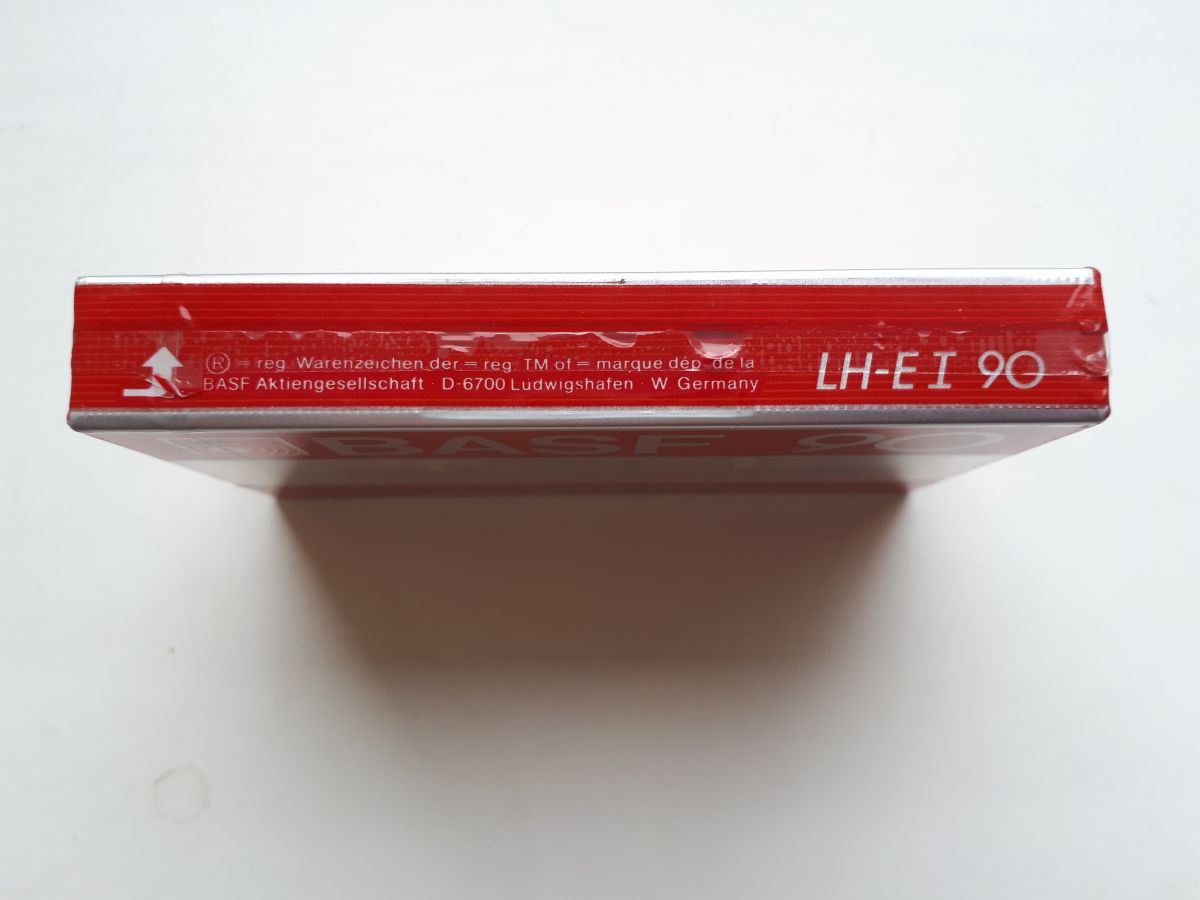 Ⓡ = reg. Warenzeichen der = reg. TM of = marque dép. de la
BASF Aktiengesellschaft · D-6700 Ludwigshafen · W. Germany
LH-E I 90
BASF 90